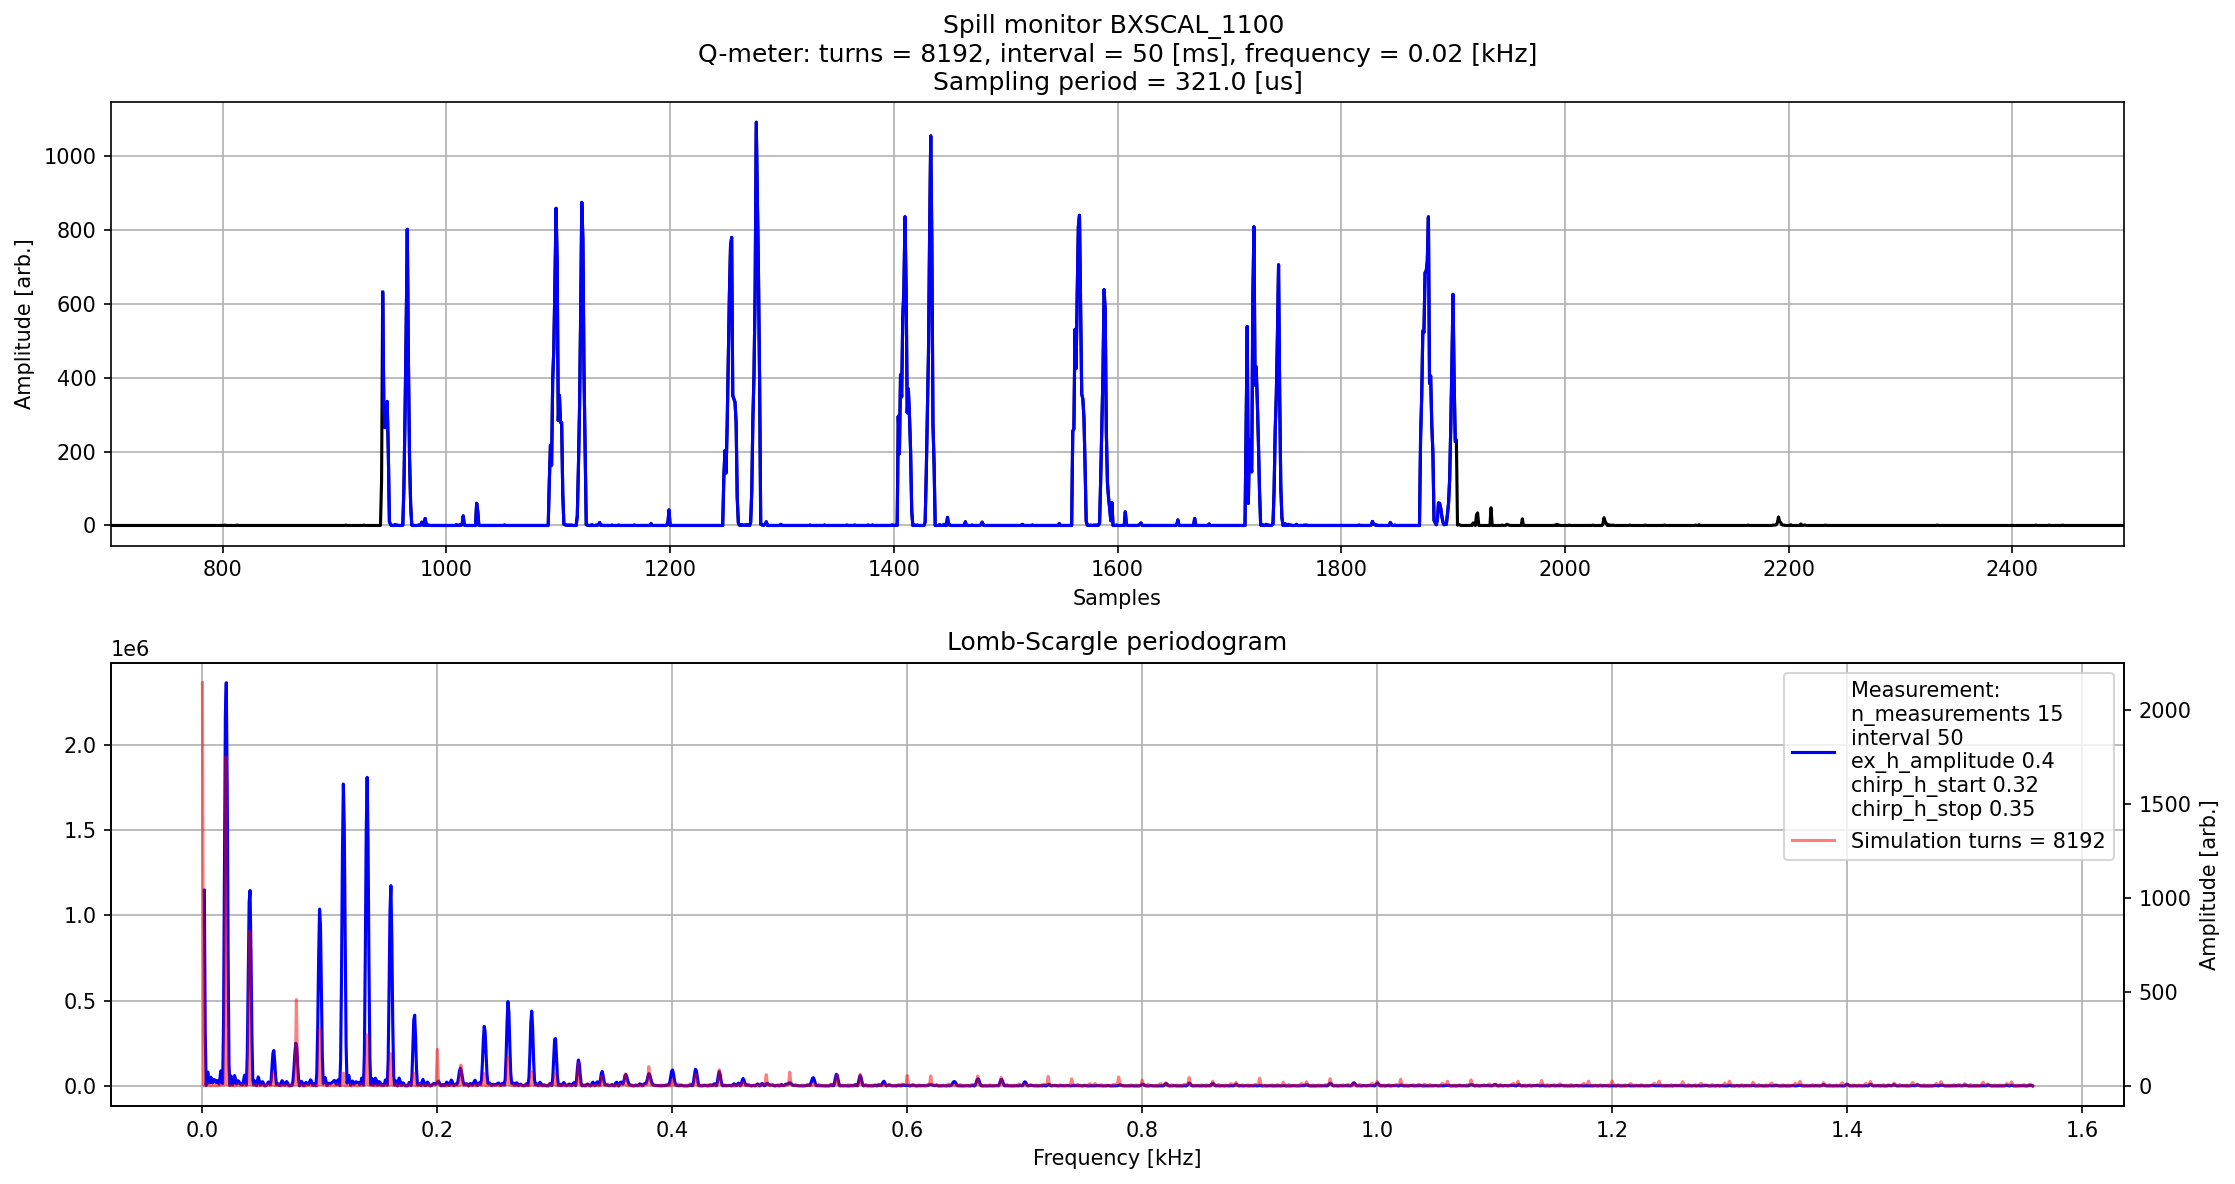 Spill monitor BXSCAL_1100
Q-meter: turns = 8192, interval = 50 [ms], frequency = 0.02 [kHz]
Sampling period = 321.0 [us]
Amplitude [arb.]
1000
800
600
400
200
0
800
1000
1200
1400
1600
1800
2000
2200
2400
Samples
Lomb-Scargle periodogram
1e6
2.0
1.5
1.0
0.5
0.0
Measurement:
n_measurements 15
interval 50
ex_h_amplitude 0.4
chirp_h_start 0.32
chirp_h_stop 0.35
Simulation turns = 8192
2000
1500
1000
500
0
Amplitude [arb.]
0.0
0.2
0.4
0.6
0.8
1.0
1.2
1.4
1.6
Frequency [kHz]